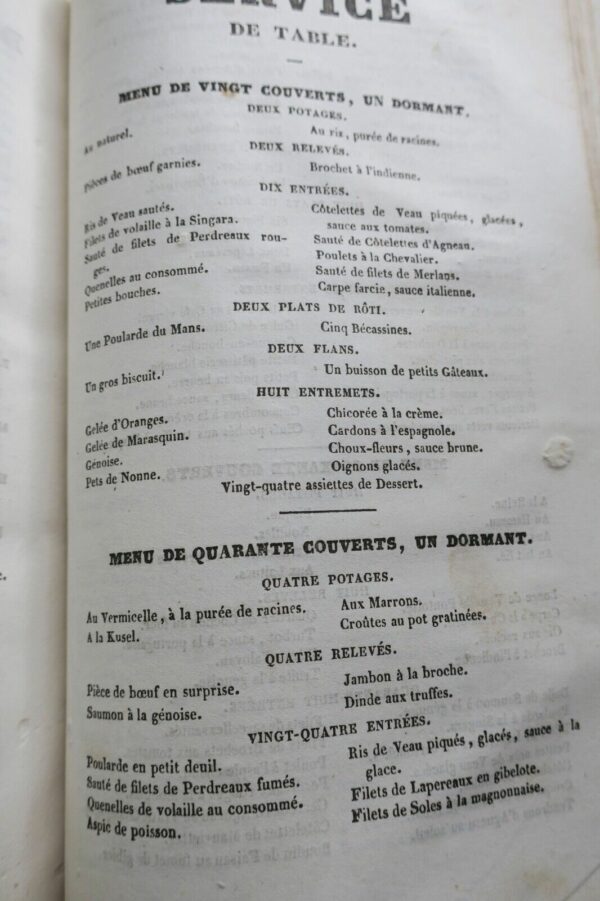 SERVICE
DE TABLE.
MENU DE VINGT COUVERTS, UN DORMANT.
DEUX POTAGES.
Au naturel.
Au riz, purée de racines.
DEUX RELEVÉS.
Pièces de bœuf garnies.
Brochet à l'indienne.
DIX ENTRÉES.
Ris de Veau sautés.
Filets de volaille à la Singara.
Sauté de filets de Perdreaux rou-
ges.
Quenelles au consommé.
Petites bouches.
Côtelettes de Veau piquées, glacées,
sauce aux tomates.
Sauté de Côtelettes d'Agneau.
Poulets à la Chevalier.
Sauté de filets de Merlans.
Carpe farcie, sauce italienne.
DEUX PLATS DE RÔTI.
Une Poularde du Mans.
Cinq Bécassines.
DEUX FLANS.
Un gros biscuit.
Un buisson de petits Gâteaux.
HUIT ENTREMETS.
Gelée d'Oranges.
Gelée de Marasquin.
Génoise.
Pets de Nonne.
Chicorée à la crème.
Cardons à l'espagnole.
Choux-fleurs, sauce brune.
Oignons glacés.
Vingt-quatre assiettes de Dessert.
MENU DE QUARANTE COUVERTS, UN DORMANT.
QUATRE POTAGES.
Au Vermicelle, à la purée de racines.
A la Kusel.
Aux Marrons.
Croûtes au pot gratinées.
QUATRE RELEVÉS.
Pièce de bœuf en surprise.
Saumon à la génoise.
Jambon à la broche.
Dinde aux truffes.
VINGT-QUATRE ENTRÉES.
Poularde en petit deuil.
Sauté de filets de Perdreaux fumés.
Quenelles de volaille au consommé.
Aspic de poisson.
Ris de Veau piqués, glacés, sauce à la
glace.
Filets de Lapereaux en gibelote.
Filets de Soles à la magnonnaise.